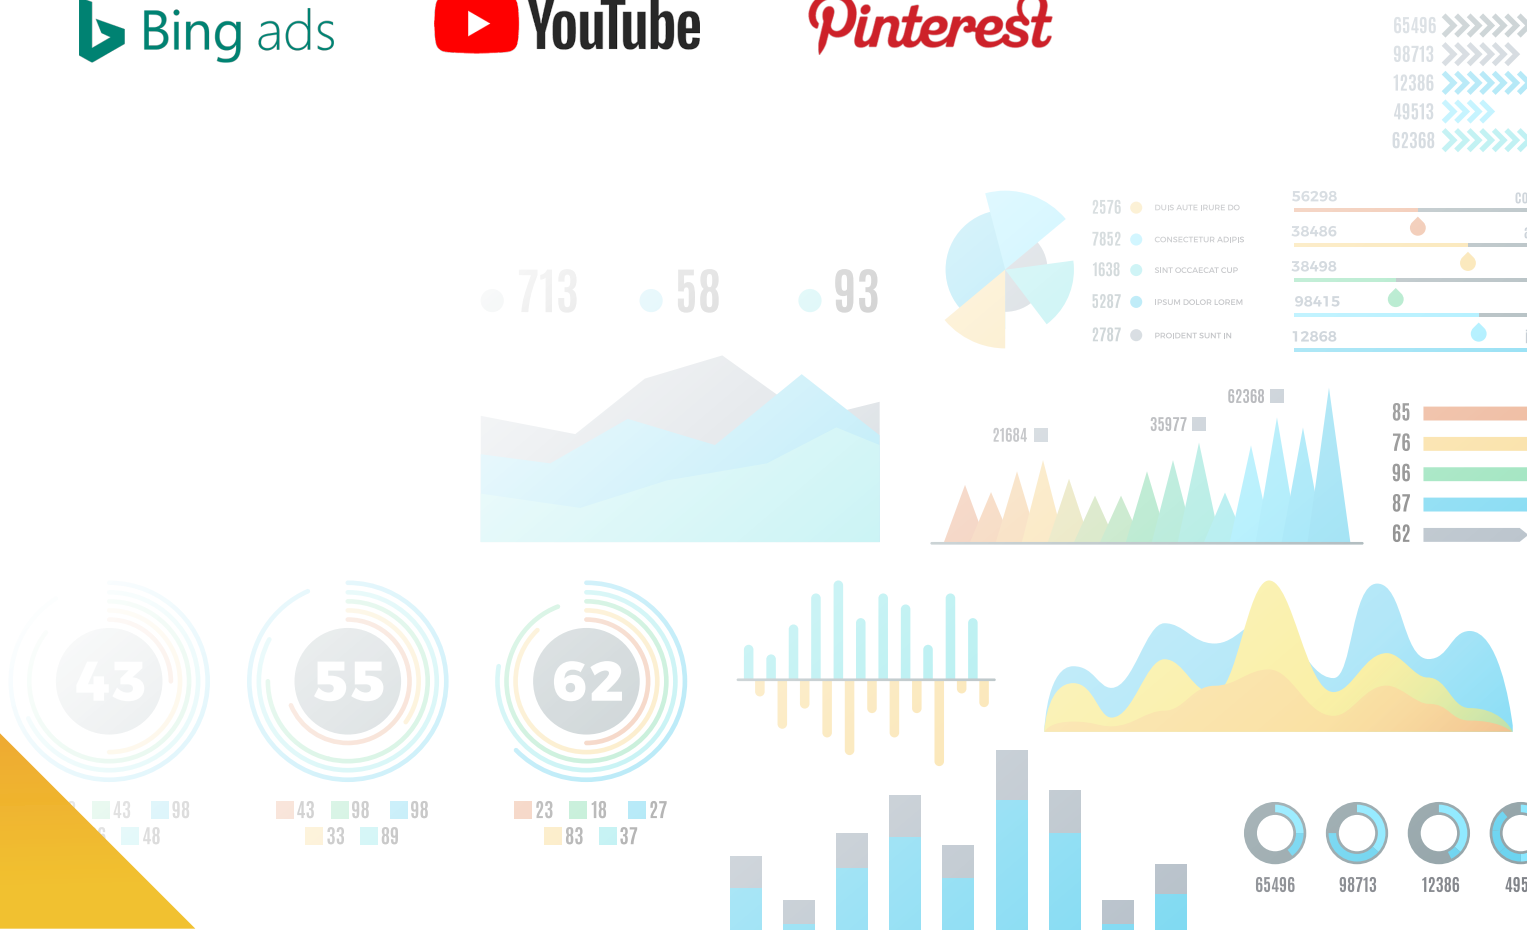 Bing ads YouTube Pinterest
65496
98713
12386
49513
62368
2576 DUIS AUTE IRURE DO
7852 CONSECTETUR ADIPIS
1638 SINT OCCAECAT CUP
5287 IPSUM DOLOR LOREM
2787 PROIDENT SUNT IN
56298
38486
38498
98415
12868
713 58 93
21684 35977 62368
85
76
96
87
62
43 55 62
43 98
48
43 98 98
33 89
23 18 27
83 37
65496 98713 12386